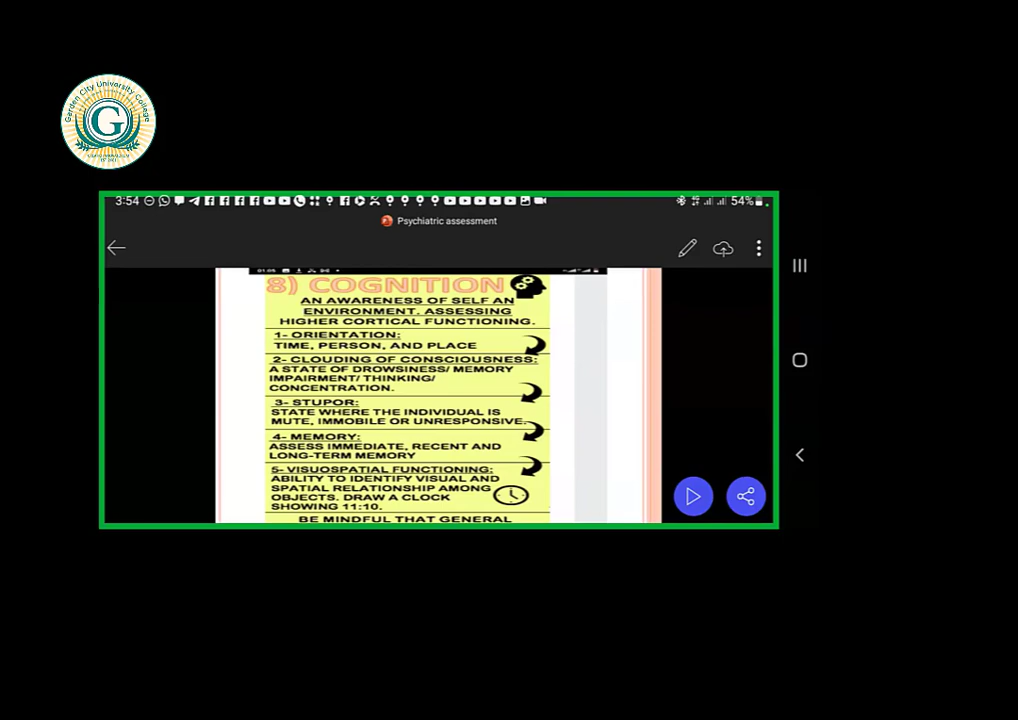 Garden City University College
G
3:54
54%
Psychiatric assessment
8) COGNITION
AN AWARENESS OF SELF AN
ENVIRONMENT. ASSESSING
HIGHER CORTICAL FUNCTIONING.
1- ORIENTATION:
TIME, PERSON, AND PLACE
2- CLOUDING OF CONSCIOUSNESS:
A STATE OF DROWSINESS/ MEMORY
IMPAIRMENT/ THINKING/
CONCENTRATION.
3- STUPOR:
STATE WHERE THE INDIVIDUAL IS
MUTE, IMMOBILE OR UNRESPONSIVE.
4- MEMORY:
ASSESS IMMEDIATE, RECENT AND
LONG-TERM MEMORY
5- VISUOSPATIAL FUNCTIONING:
ABILITY TO IDENTIFY VISUAL AND
SPATIAL RELATIONSHIP AMONG
OBJECTS. DRAW A CLOCK
SHOWING 11:10.
BE MINDFUL THAT GENERAL